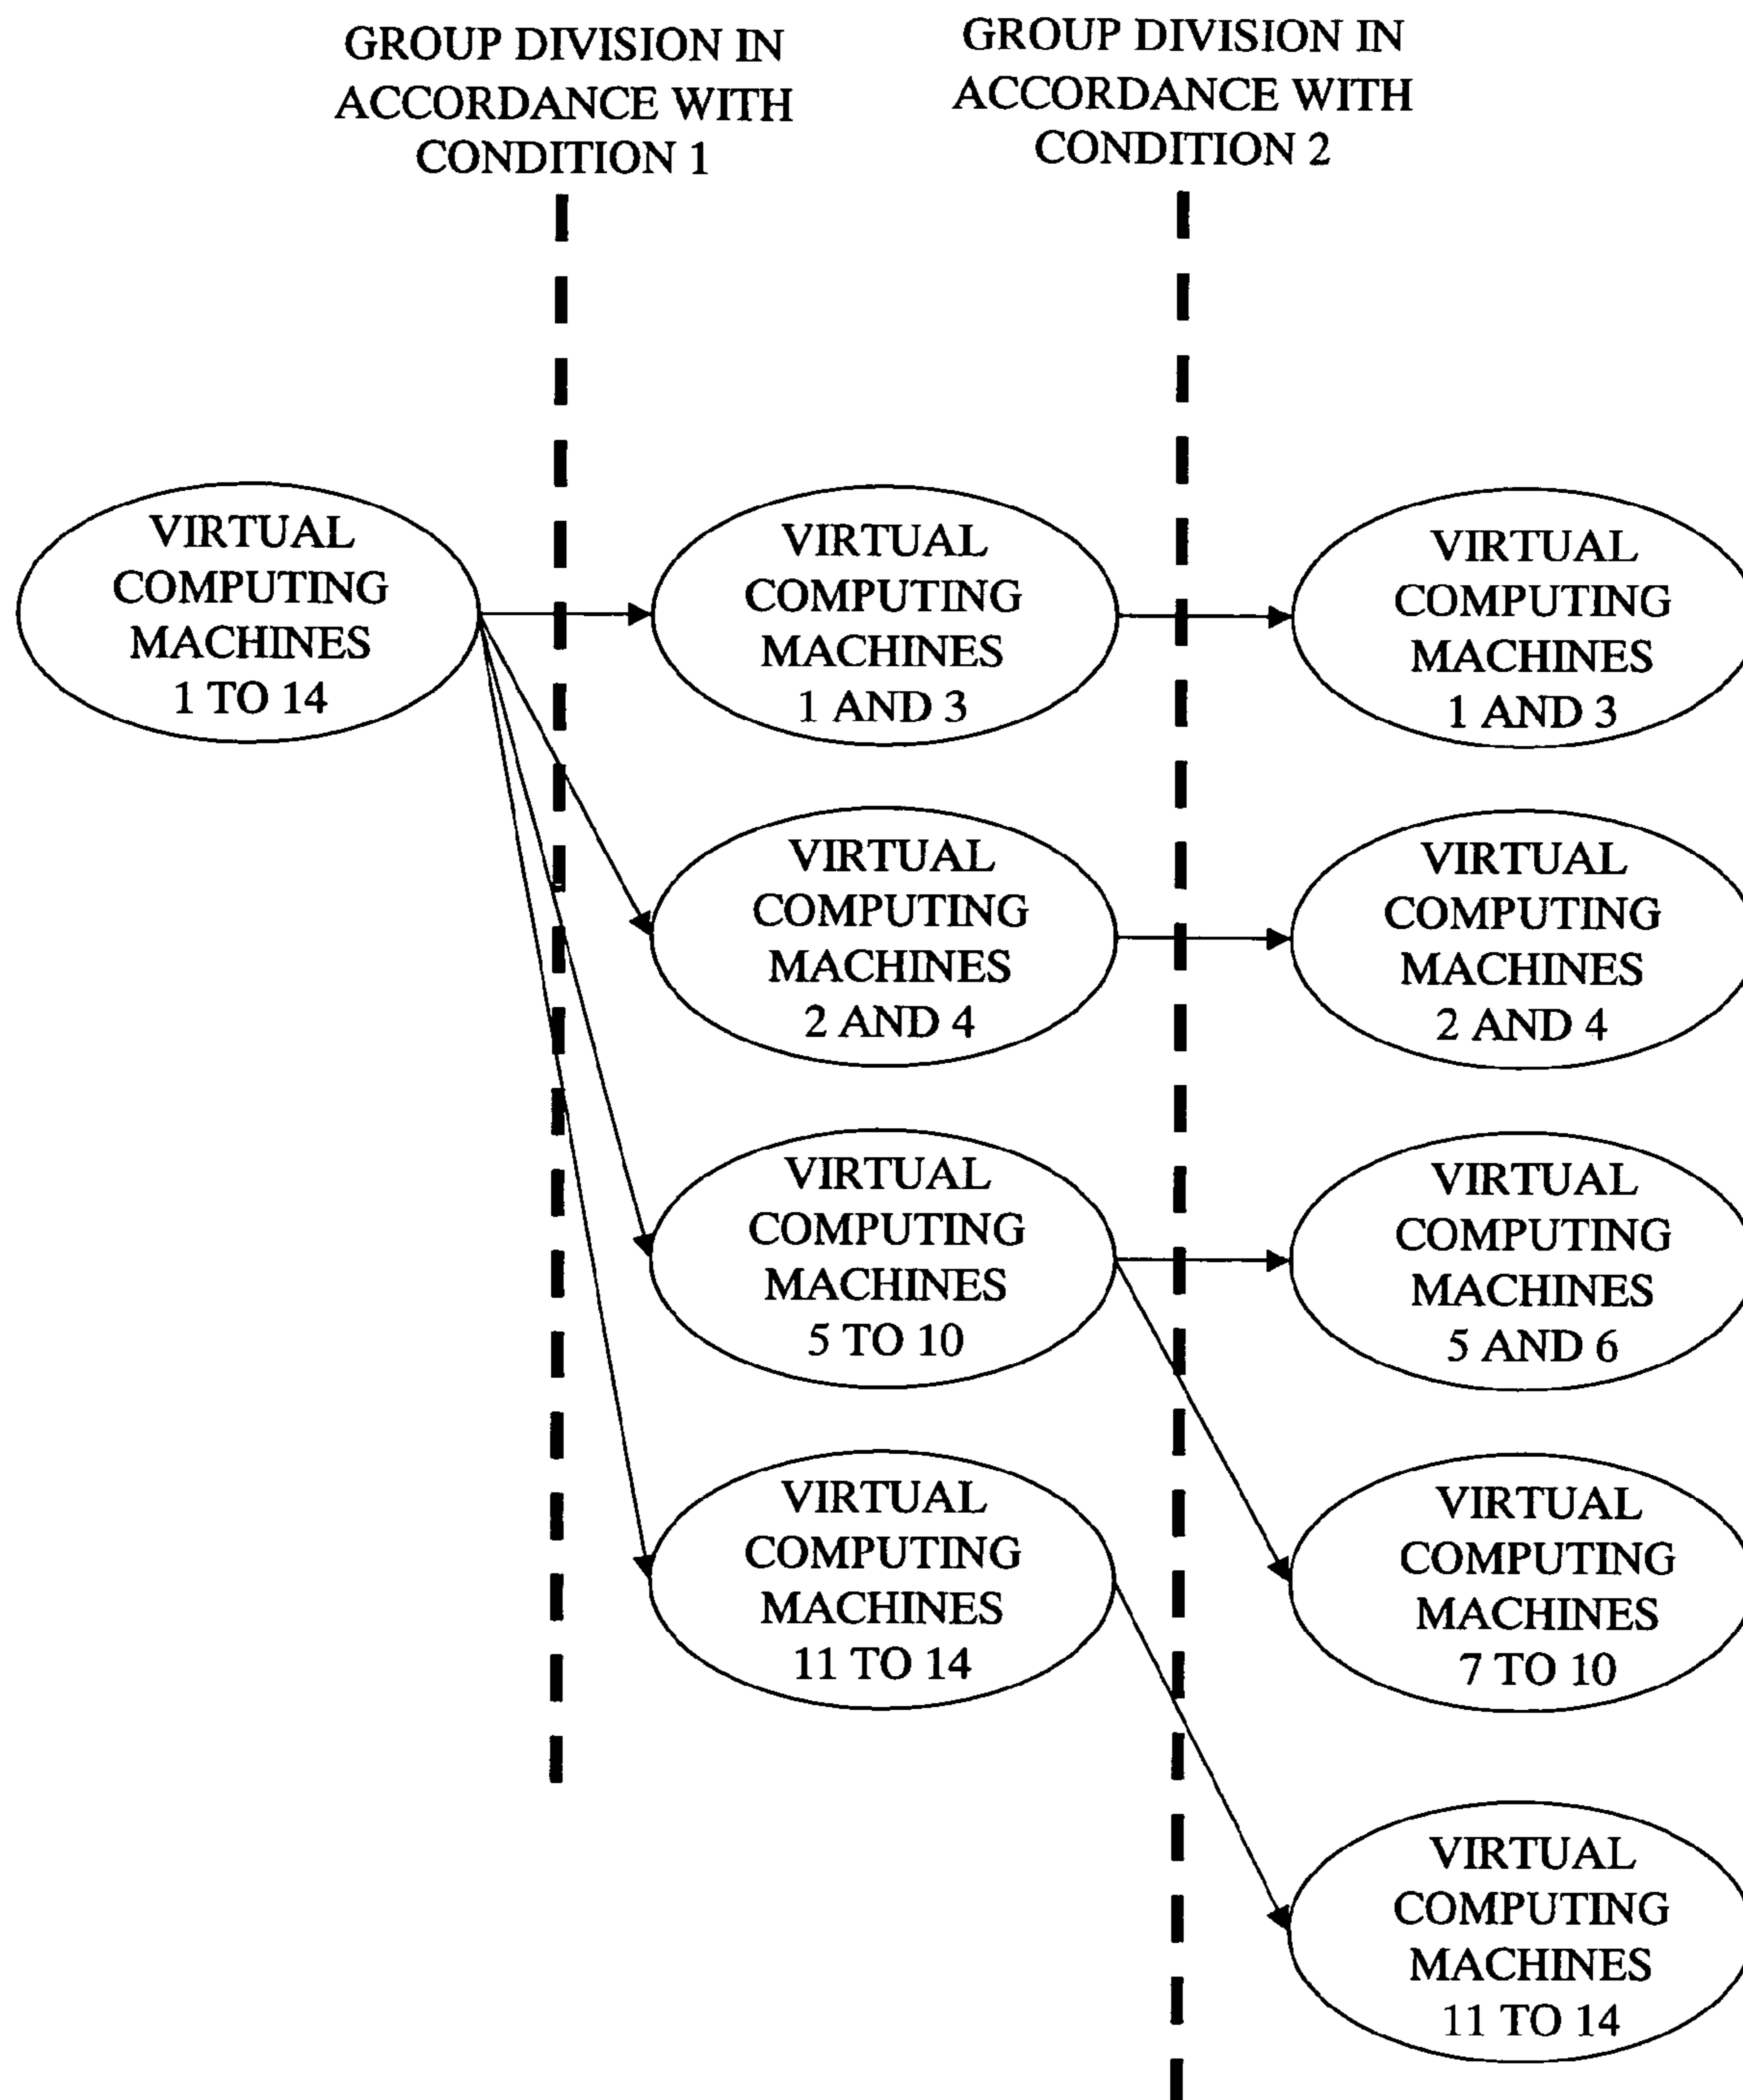 GROUP DIVISION IN
ACCORDANCE WITH
CONDITION 1
GROUP DIVISION IN
ACCORDANCE WITH
CONDITION 2
VIRTUAL
COMPUTING
MACHINES
1 TO 14
VIRTUAL
COMPUTING
MACHINES
1 AND 3
VIRTUAL
COMPUTING
MACHINES
1 AND 3
VIRTUAL
COMPUTING
MACHINES
2 AND 4
VIRTUAL
COMPUTING
MACHINES
2 AND 4
VIRTUAL
COMPUTING
MACHINES
5 TO 10
VIRTUAL
COMPUTING
MACHINES
5 AND 6
VIRTUAL
COMPUTING
MACHINES
11 TO 14
VIRTUAL
COMPUTING
MACHINES
7 TO 10
VIRTUAL
COMPUTING
MACHINES
11 TO 14